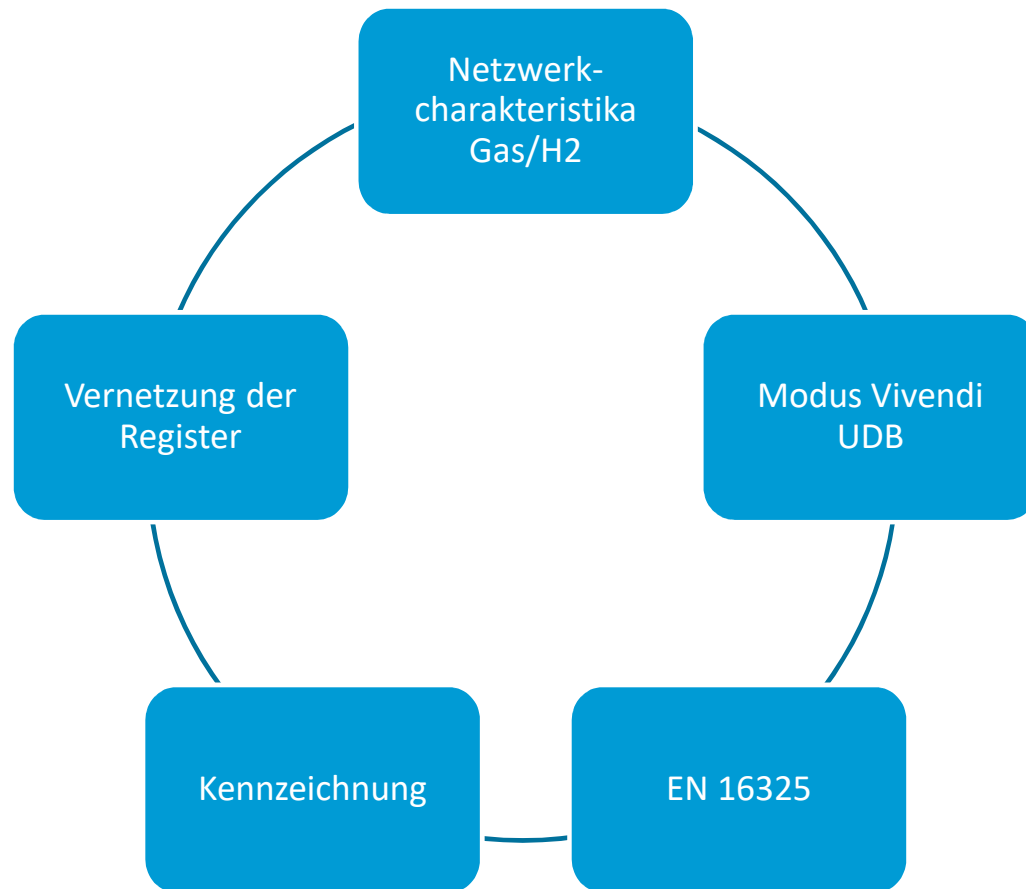 Netzwerk-
charakteristika
Gas/H2
Modus Vivendi
UDB
EN 16325
Kennzeichnung
Vernetzung der
Register